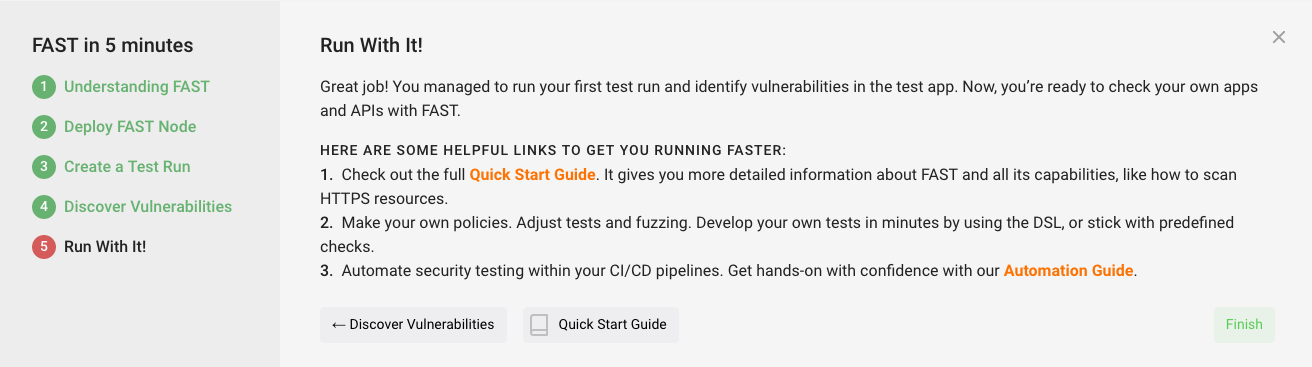 FAST in 5 minutes
1 Understanding FAST
2 Deploy FAST Node
3 Create a Test Run
4 Discover Vulnerabilities
5 Run With It!
Run With It!
Great job! You managed to run your first test run and identify vulnerabilities in the test app. Now, you’re ready to check your own apps
and APIs with FAST.
HERE ARE SOME HELPFUL LINKS TO GET YOU RUNNING FASTER:
1. Check out the full Quick Start Guide. It gives you more detailed information about FAST and all its capabilities, like how to scan
HTTPS resources.
2. Make your own policies. Adjust tests and fuzzing. Develop your own tests in minutes by using the DSL, or stick with predefined
checks.
3. Automate security testing within your CI/CD pipelines. Get hands-on with confidence with our Automation Guide.
← Discover Vulnerabilities
Quick Start Guide
Finish